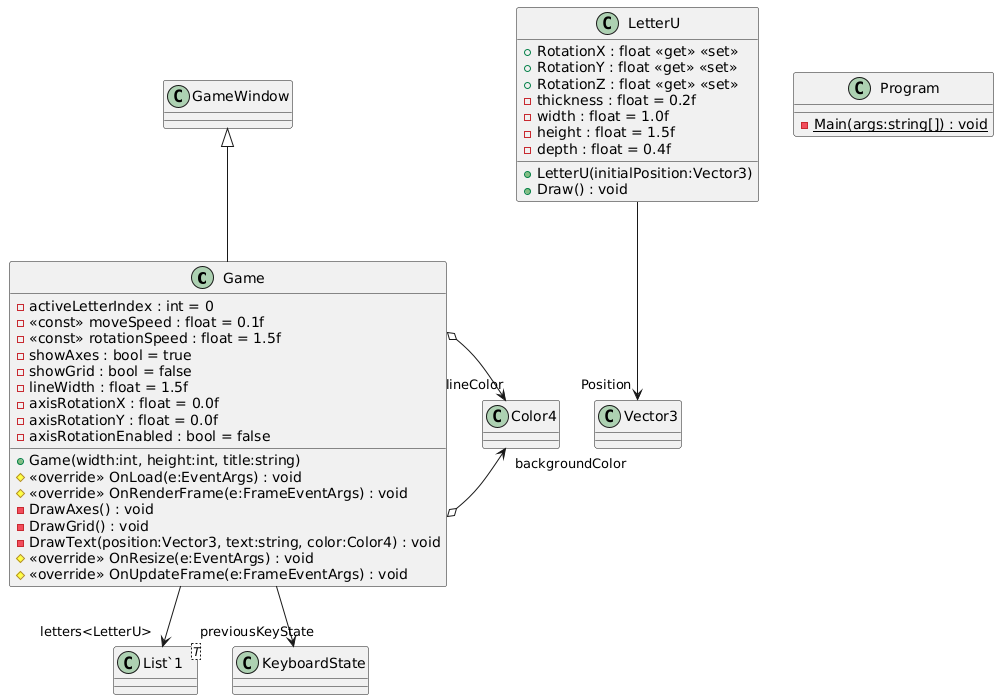 C LetterU
RotationX : float «get» «set»
RotationY : float «get» «set»
RotationZ : float «get» «set»
thickness : float = 0.2f
width : float = 1.0f
height : float = 1.5f
depth : float = 0.4f
LetterU(initialPosition:Vector3)
Draw() : void
C Program
Main(args:string[]) : void
C GameWindow
C Game
activeLetterIndex : int = 0
«const» moveSpeed : float = 0.1f
«const» rotationSpeed : float = 1.5f
showAxes : bool = true
showGrid : bool = false
lineWidth : float = 1.5f
axisRotationX : float = 0.0f
axisRotationY : float = 0.0f
axisRotationEnabled : bool = false
Game(width:int, height:int, title:string)
«override» OnLoad(e:EventArgs) : void
«override» OnRenderFrame(e:FrameEventArgs) : void
DrawAxes() : void
DrawGrid() : void
DrawText(position:Vector3, text:string, color:Color4) : void
«override» OnResize(e:EventArgs) : void
«override» OnUpdateFrame(e:FrameEventArgs) : void
lineColor
Position
C Color4
C Vector3
backgroundColor
letters<LetterU>
previousKeyState
C List`1
T
C KeyboardState